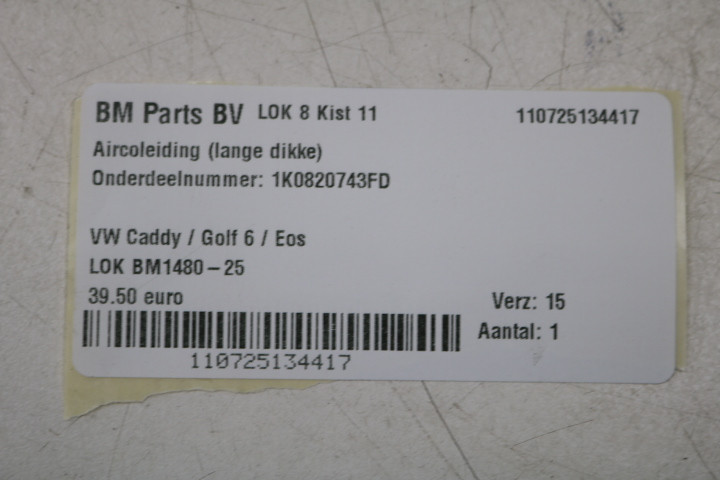 BM Parts BV LOK 8 Kist 11 110725134417
Aircoleiding (lange dikke)
Onderdeelnummer: 1K0820743FD
VW Caddy / Golf 6 / Eos
LOK BM1480-25
39.50 euro Verz: 15
Aantal: 1
110725134417